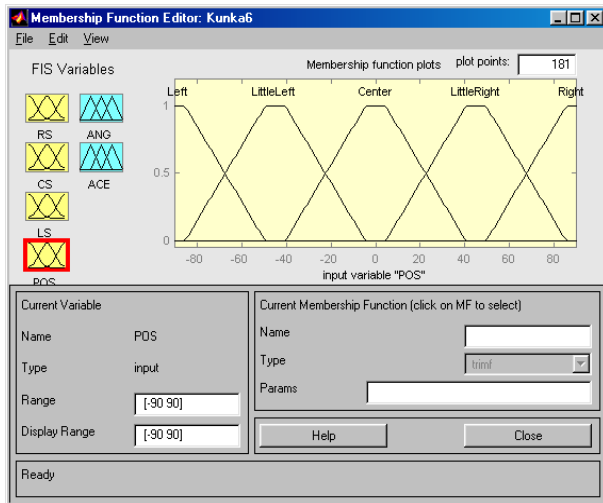 Membership Function Editor: Kunka6
File Edit View
FIS Variables
Membership function plots plot points: 181
RS ANG
CS ACE
LS
POS
Left LittleLeft Center LittleRight Right
1
0.5
0
-80 -60 -40 -20 0 20 40 60 80
input variable "POS"
Current Variable
Name POS
Type input
Range [-90 90]
Display Range [-90 90]
Current Membership Function (click on MF to select)
Name
Type trimf
Params
Help Close
Ready